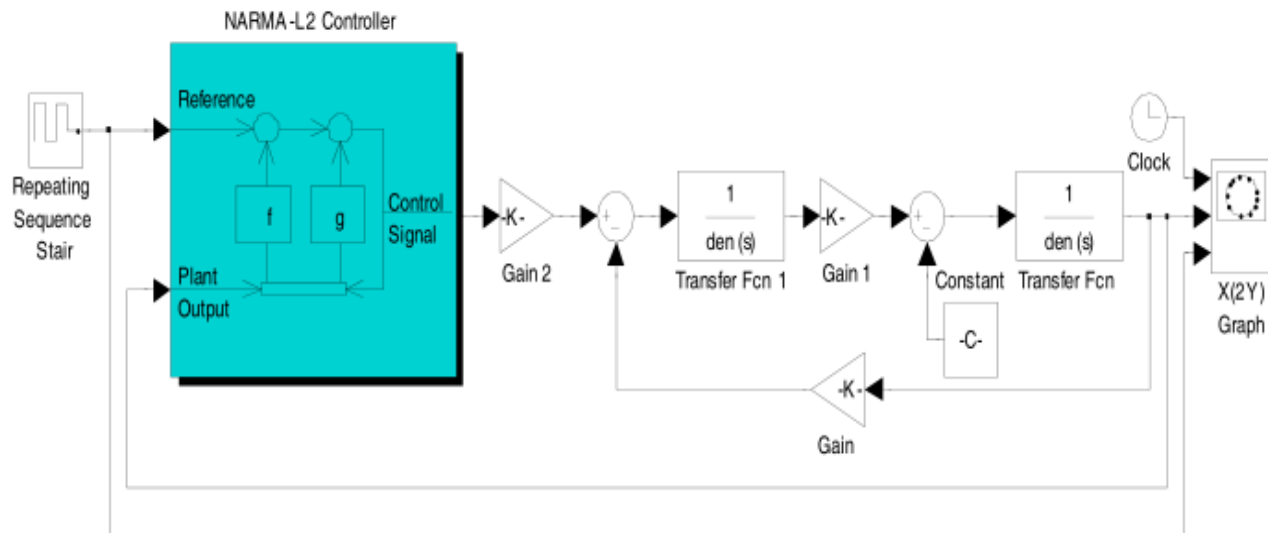 NARMA-L2 Controller
Reference
Repeating
Sequence
Stair
f
g
Control
Signal
Plant
Output
-K-
Gain 2
+
−
1
den (s)
Transfer Fcn 1
-K-
Gain 1
+
−
Constant
-C-
1
den (s)
Transfer Fcn
Clock
X(2Y)
Graph
-K-
Gain